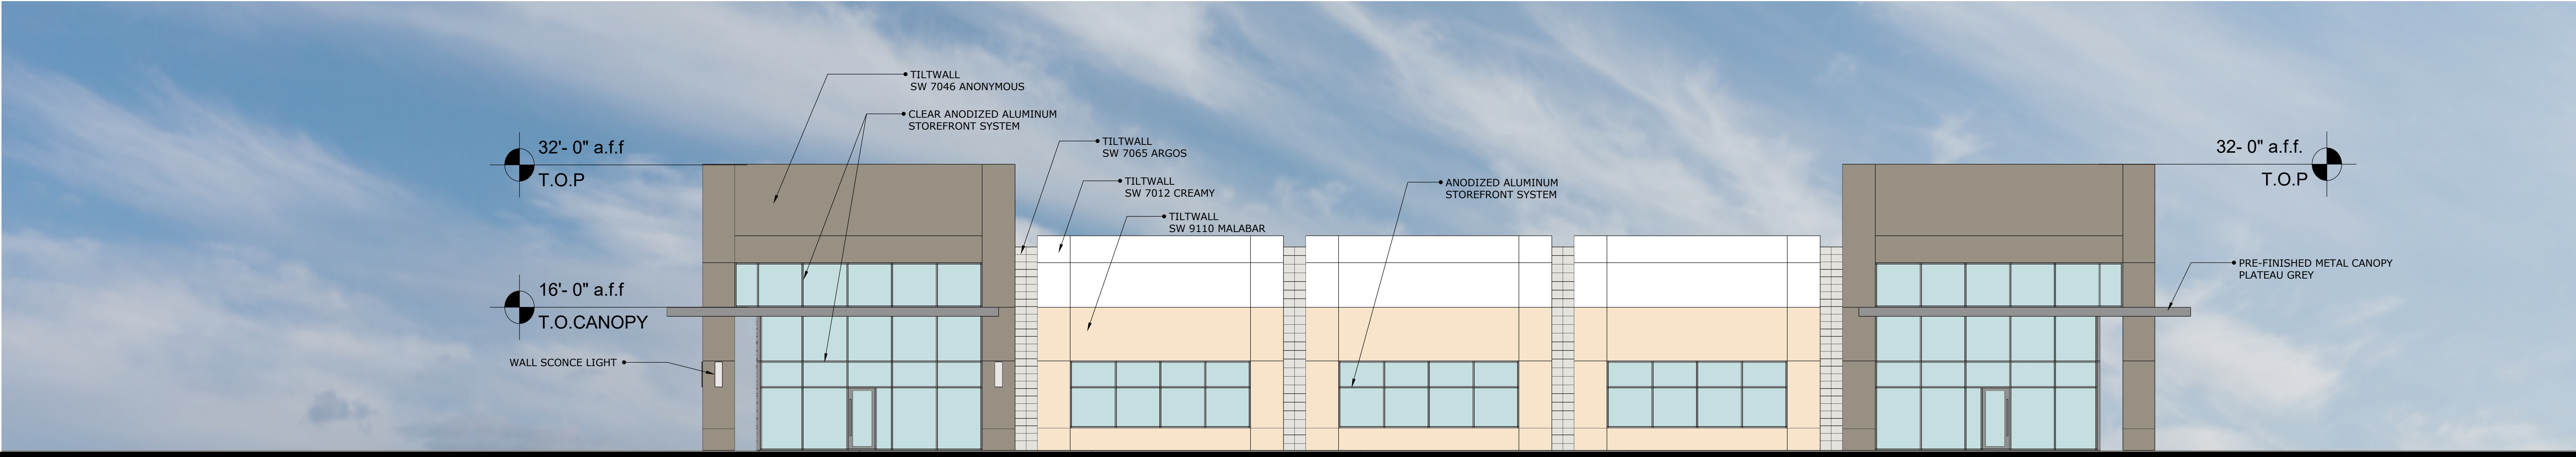 TILTWALL
SW 7046 ANONYMOUS
CLEAR ANODIZED ALUMINUM
STOREFRONT SYSTEM
TILTWALL
SW 7065 ARGOS
32'- 0" a.f.f
T.O.P
32- 0" a.f.f.
T.O.P
TILTWALL
SW 7012 CREAMY
ANODIZED ALUMINUM
STOREFRONT SYSTEM
TILTWALL
SW 9110 MALABAR
PRE-FINISHED METAL CANOPY
PLATEAU GREY
16'- 0" a.f.f
T.O.CANOPY
WALL SCONCE LIGHT